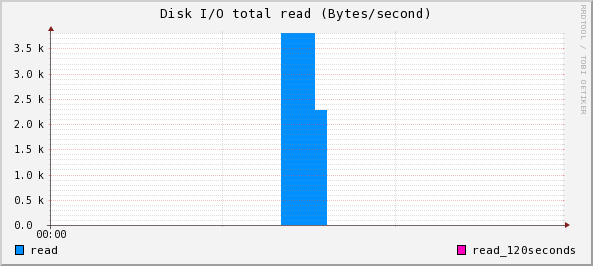 Disk I/O total read (Bytes/second)
3.5 k
3.0 k
2.5 k
2.0 k
1.5 k
1.0 k
0.5 k
0.0
00:00
read
read_120seconds
RRDTOOL / TOBI OETIKER